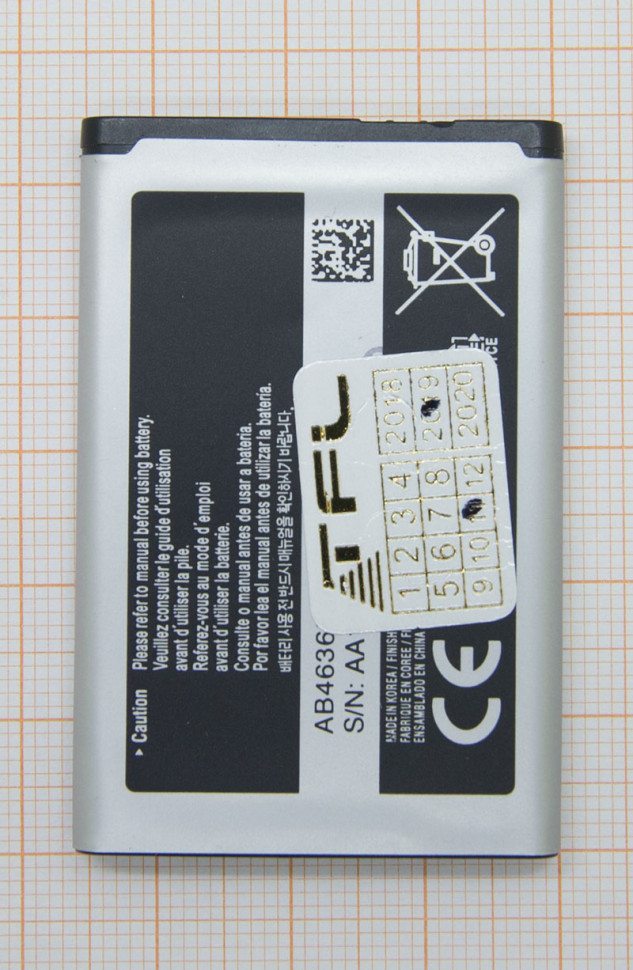 ▸ Caution
Please refer to manual before using battery.
Veuillez consulter le guide d'utilisation
avant d'utiliser la pile.
Referez-vous au mode d'emploi
avant d'utiliser la batterie.
Consulte o manual antes de usar a bateria.
Por favor lea el manual antes de utilizar la bateria.
배터리 사용 전 반드시 매뉴얼을 확인하시기 바랍니다.
AB4636
S/N: AA
MADE IN KOREA / FINISH
FABRIQUE EN COREE / F
ENSAMBLADO EN CHINA
CE
TFL
1 2 3 4 2018
5 6 7 8 2019
9 10 11 12 2020